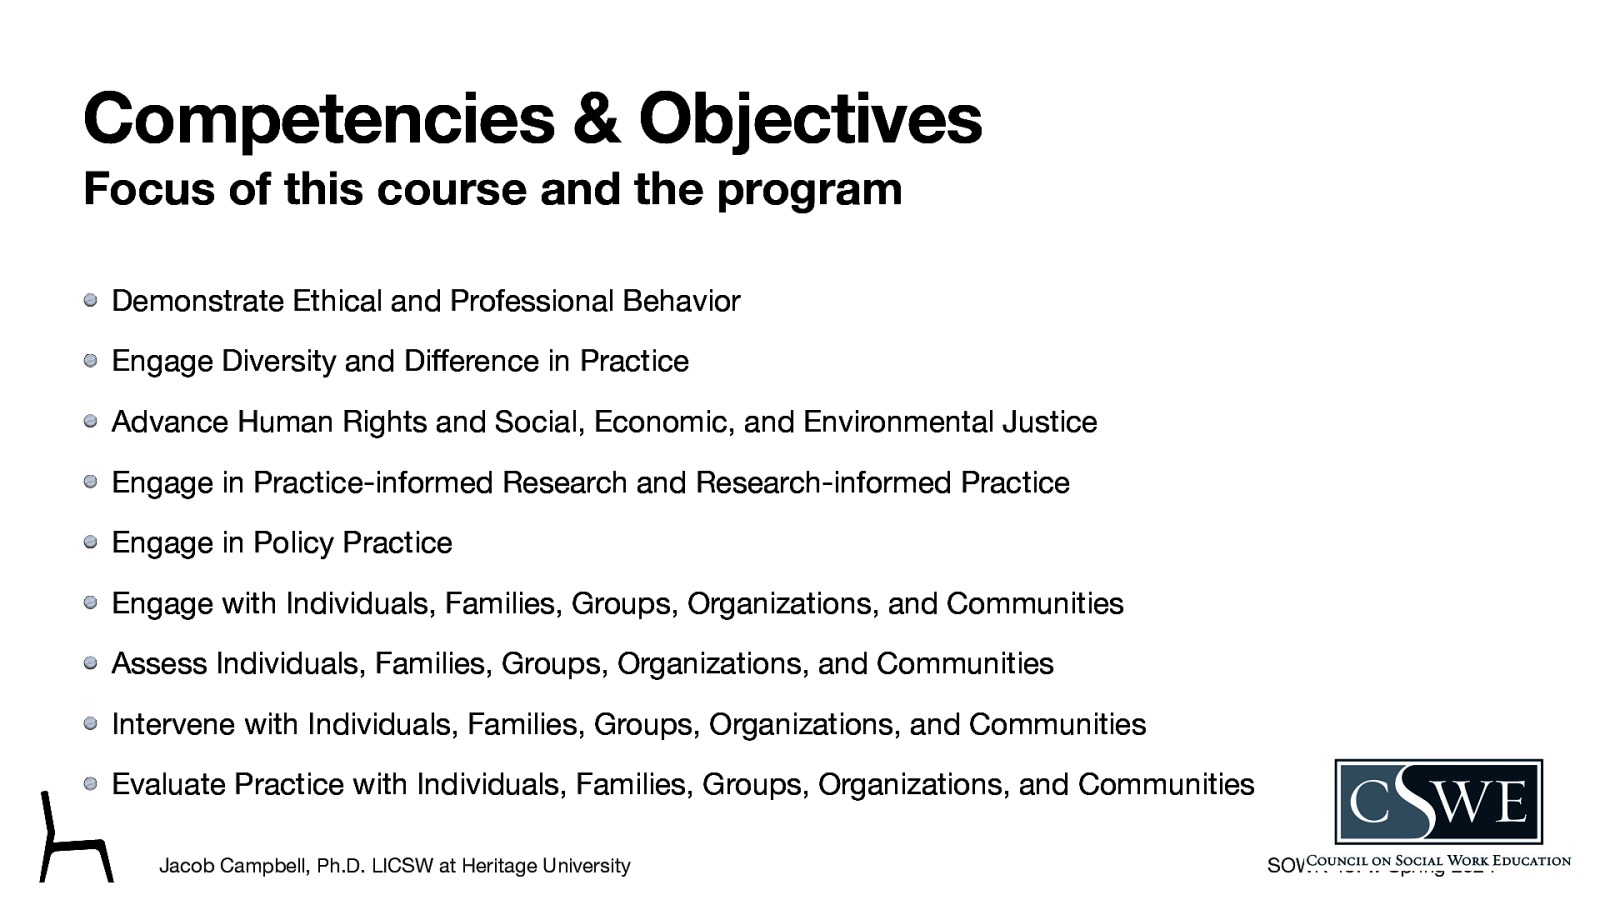 Competencies & Objectives
Focus of this course and the program
Demonstrate Ethical and Professional Behavior
Engage Diversity and Difference in Practice
Advance Human Rights and Social, Economic, and Environmental Justice
Engage in Practice-informed Research and Research-informed Practice
Engage in Policy Practice
Engage with Individuals, Families, Groups, Organizations, and Communities
Assess Individuals, Families, Groups, Organizations, and Communities
Intervene with Individuals, Families, Groups, Organizations, and Communities
Evaluate Practice with Individuals, Families, Groups, Organizations, and Communities
CSWE
Council on Social Work Education
Jacob Campbell, Ph.D. LICSW at Heritage University
Spring